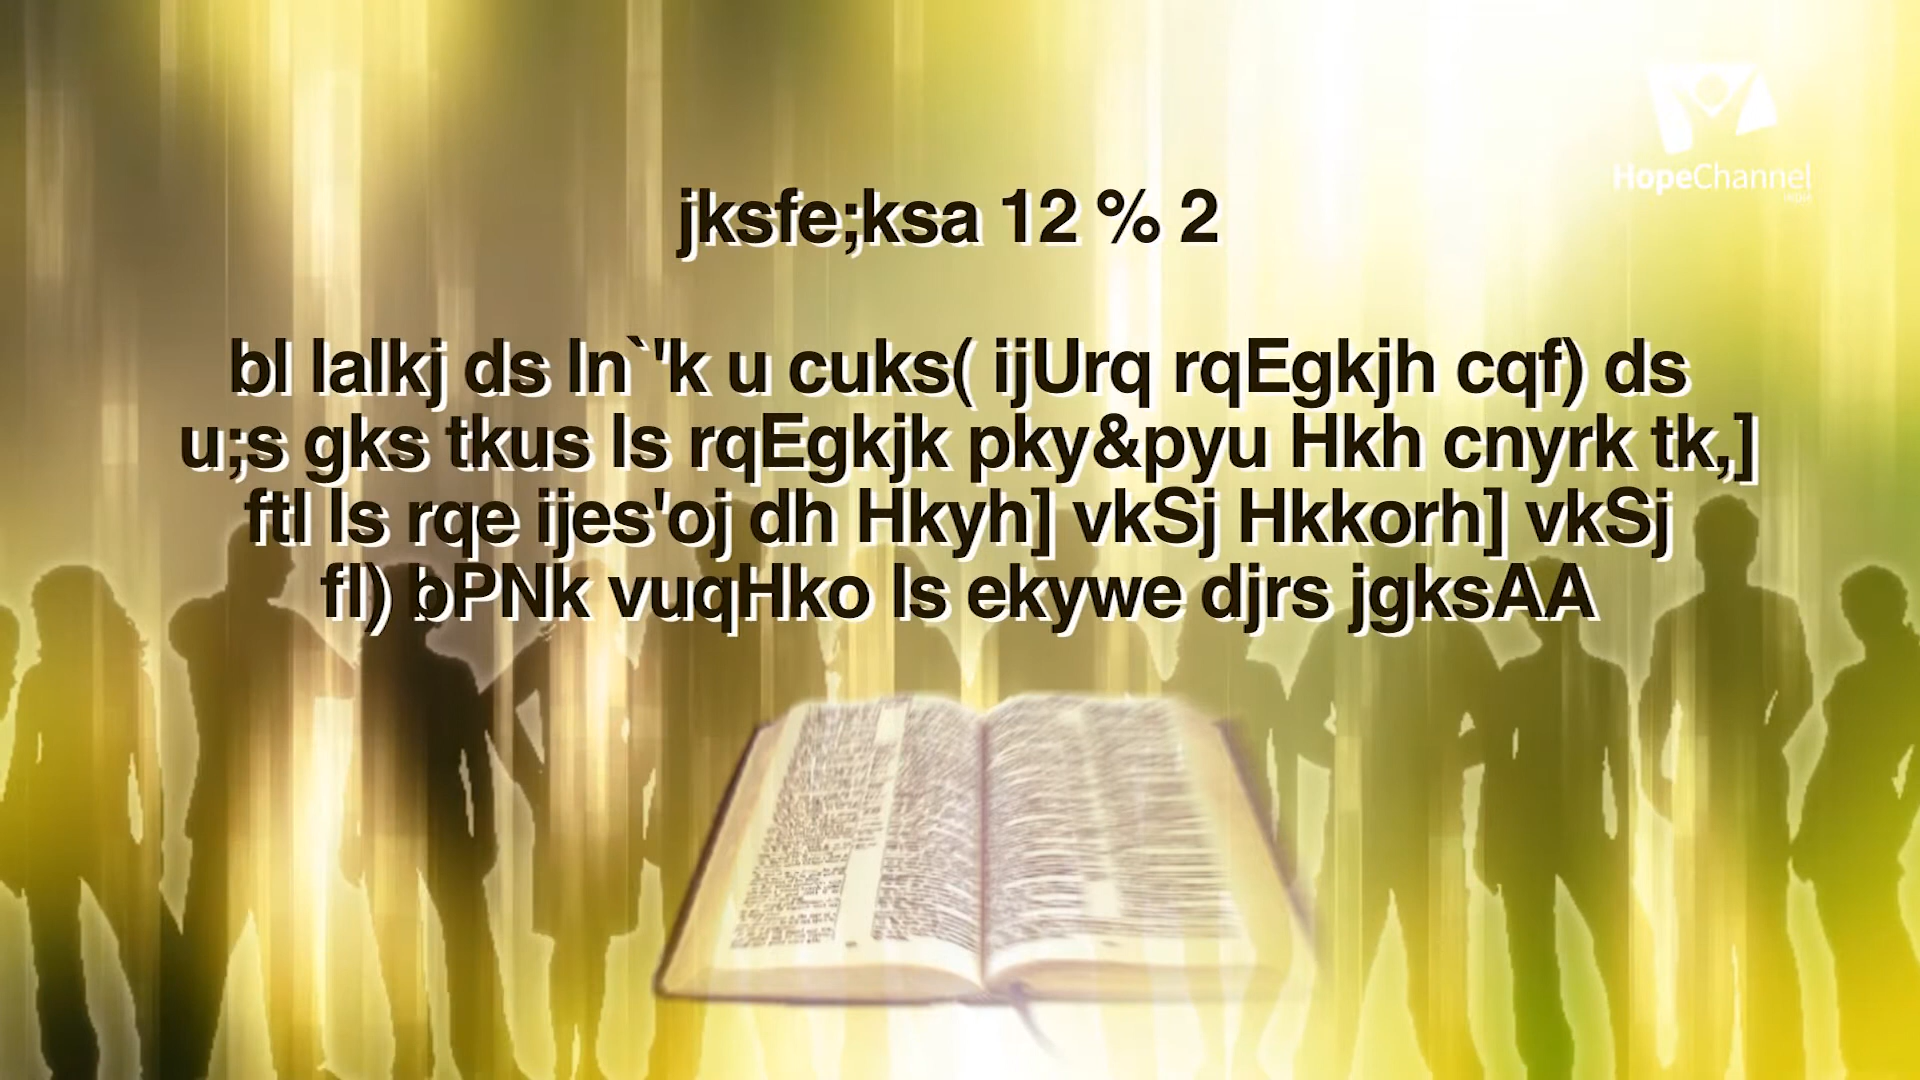 HopeChannel
jksfe;ksa 12 % 2
bl lalkj ds ln`'k u cuks( ijUrq rqEgkjh cqf) ds
u;s gks tkus ls rqEgkjk pky&pyu Hkh cnyrk tk,]
ftl ls rqe ijes'oj dh Hkyh] vkSj Hkkorh] vkSj
fl) bPNk vuqHko ls ekywe djrs jgksAA